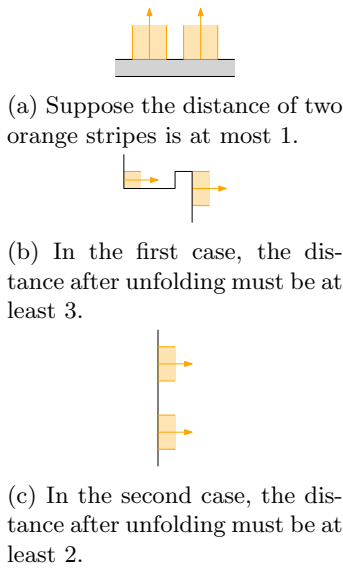 (a) Suppose the distance of two
orange stripes is at most 1.
(b) In the first case, the dis-
tance after unfolding must be at
least 3.
(c) In the second case, the dis-
tance after unfolding must be at
least 2.